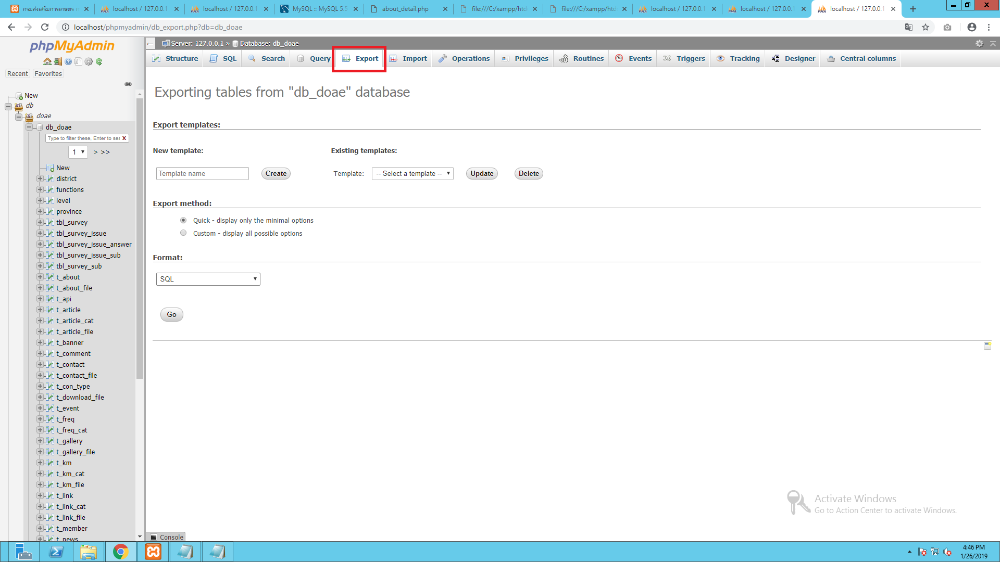 กรมส่งเสริมการเกษตร ก
localhost / 127.0.0.1
localhost / 127.0.0.1
MySQL :: MySQL 5.5
about_detail.php
file:///C:/xampp/htd
file:///C:/xampp/htd
localhost / 127.0.0.1
localhost / 127.0.0.1
localhost / 127.0.0.1
localhost/phpmyadmin/db_export.php?db=db_doae
phpMyAdmin
Recent Favorites
New
db
doae
db_doae
Type to filter these, Enter to sea X
1 > >>
New
district
functions
level
province
tbl_survey
tbl_survey_issue
tbl_survey_issue_answer
tbl_survey_issue_sub
tbl_survey_sub
t_about
t_about_file
t_api
t_article
t_article_cat
t_article_file
t_banner
t_comment
t_contact
t_contact_file
t_con_type
t_download_file
t_event
t_freq
t_freq_cat
t_gallery
t_gallery_file
t_km
t_km_cat
t_km_file
t_link
t_link_cat
t_link_file
t_member
t_news
Server: 127.0.0.1 » Database: db_doae
Structure SQL Search Query Export Import Operations Privileges Routines Events Triggers Tracking Designer Central columns
Exporting tables from "db_doae" database
Export templates:
New template: Existing templates:
Template name Create Template: -- Select a template -- Update Delete
Export method:
Quick - display only the minimal options
Custom - display all possible options
Format:
SQL
Go
Activate Windows
Go to Action Center to activate Windows.
Console
4:46 PM
1/26/2019